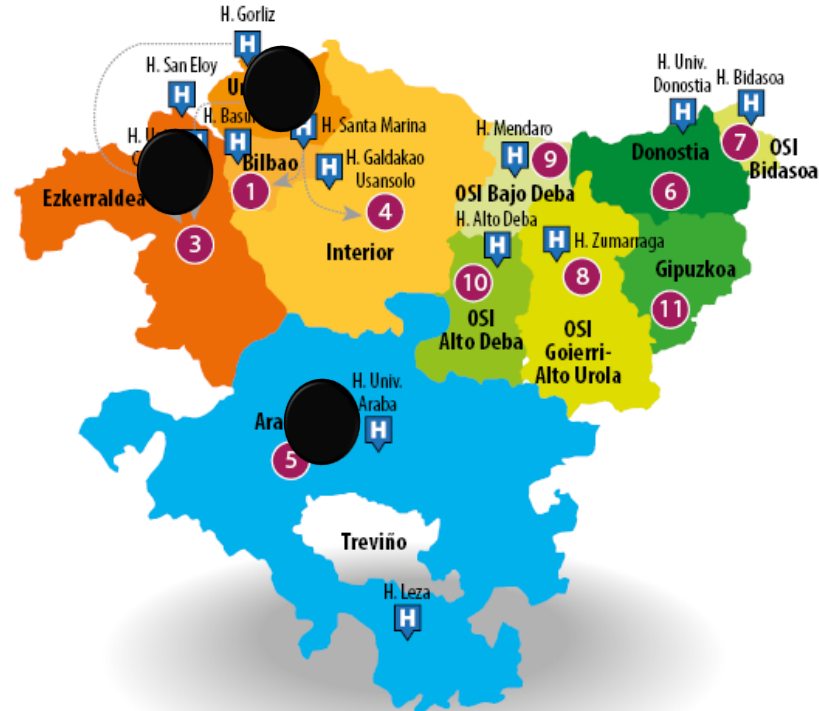 H. Gorliz
H. San Eloy
H. Santa Marina
Bilbao
H. Galdakao
Usansolo
1
4
Ezkerraldea
3
Interior
H. Univ.
Donostia
H. Bidasoa
H. Mendaro
9
Donostia
7
OSI
Bidasoa
OSI Bajo Deba
6
H. Alto Deba
H. Zumarraga
Gipuzkoa
10
8
11
OSI
Alto Deba
OSI
Goierri-
Alto Urola
H. Univ.
Araba
5
Treviño
H. Leza
H
H
H
H
H
H
H
H
H
H
H
H